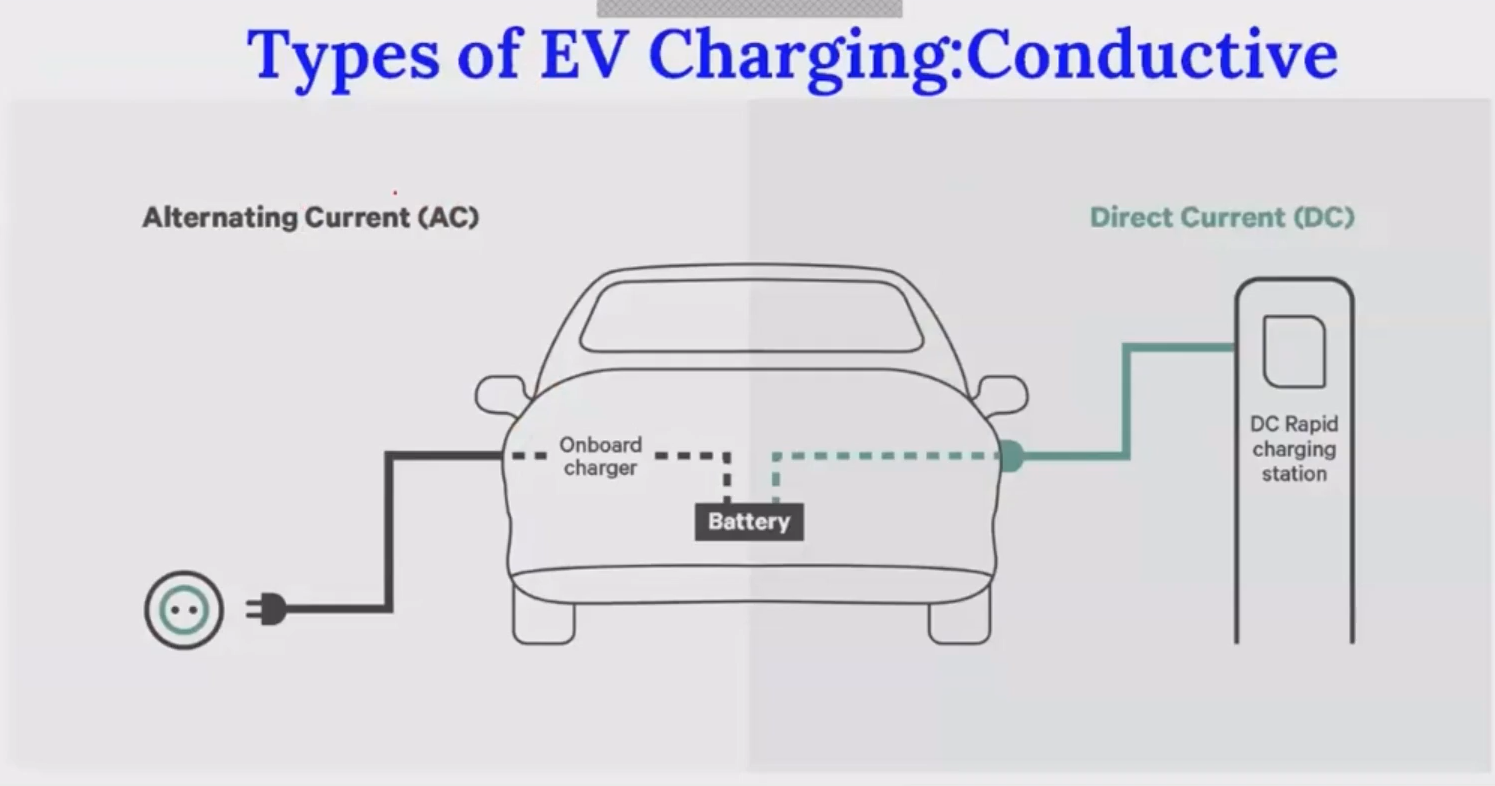 Types of EV Charging:Conductive
Alternating Current (AC)
Direct Current (DC)
Onboard
charger
Battery
DC Rapid
charging
station